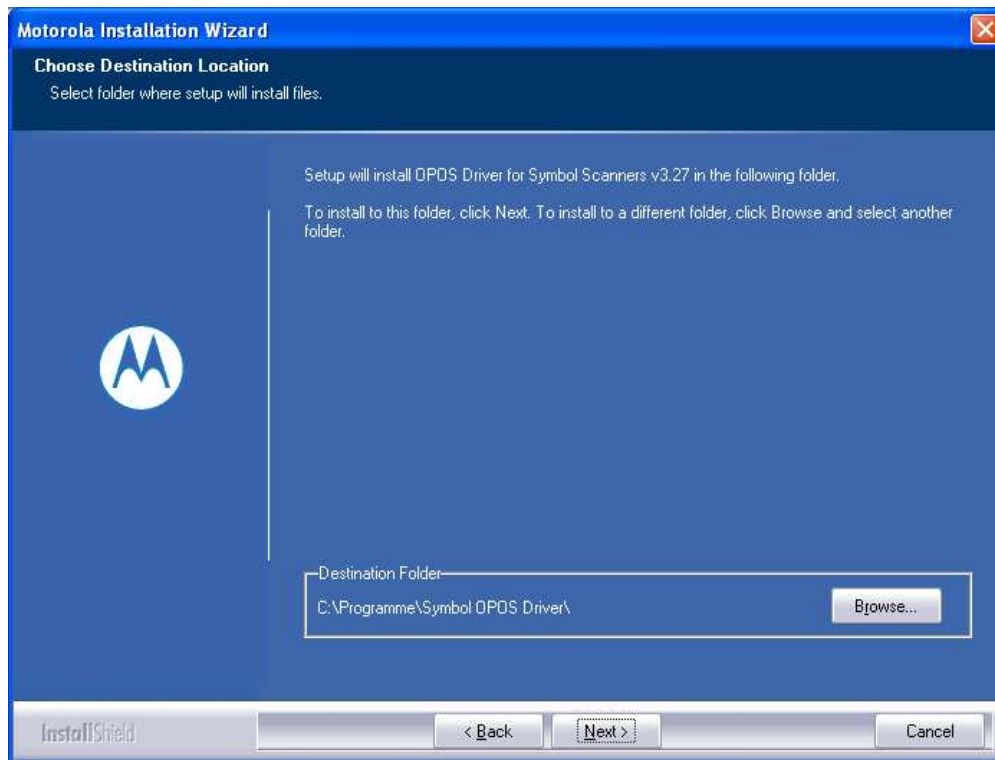 Motorola Installation Wizard
Choose Destination Location
Select folder where setup will install files.
Setup will install OPOS Driver for Symbol Scanners v3.27 in the following folder.
To install to this folder, click Next. To install to a different folder, click Browse and select another
folder.
Destination Folder
C:\Programme\Symbol OPOS Driver\
Browse...
InstallShield
< Back
Next >
Cancel